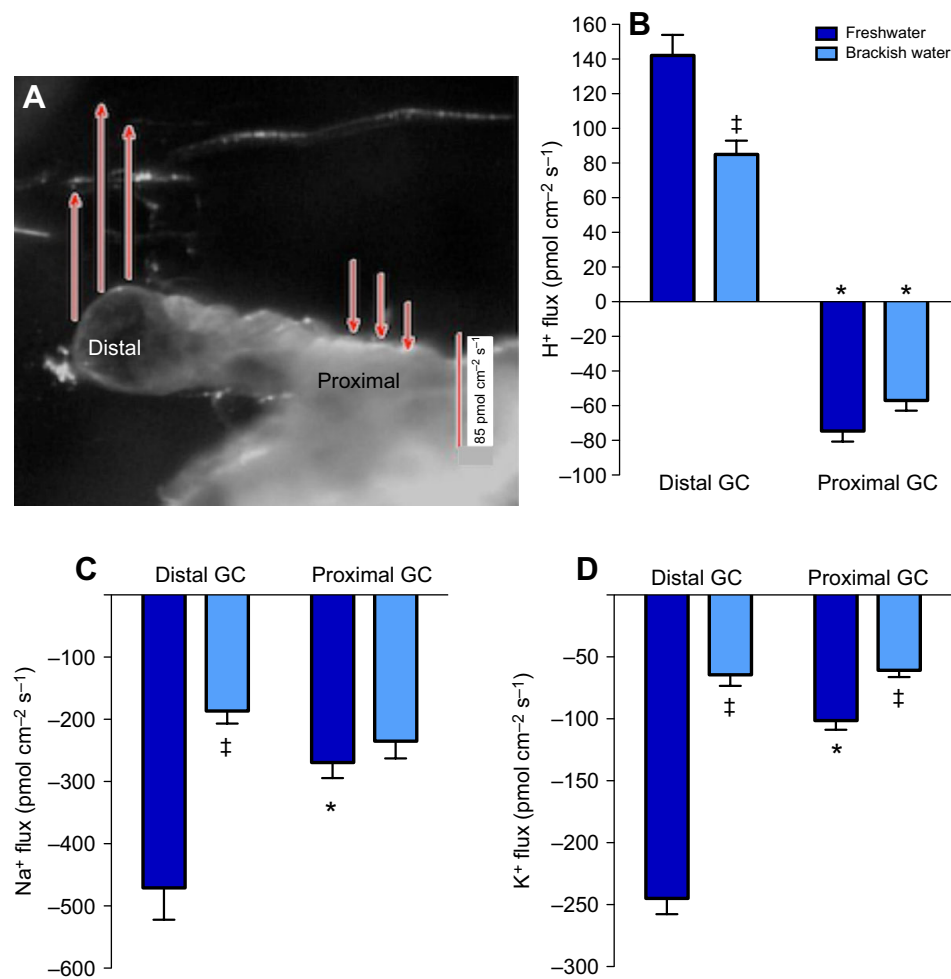 A
Distal
Proximal
85 pmol cm⁻² s⁻¹
B
Freshwater
Brackish water
H⁺ flux (pmol cm⁻² s⁻¹)
160
140
120
100
80
60
40
20
0
–20
–40
–60
–80
–100
‡
* *
Distal GC Proximal GC
C
Distal GC Proximal GC
Na⁺ flux (pmol cm⁻² s⁻¹)
–100
–200
–300
–400
–500
–600
‡
*
D
Distal GC Proximal GC
K⁺ flux (pmol cm⁻² s⁻¹)
–50
–100
–150
–200
–250
–300
‡ ‡
*